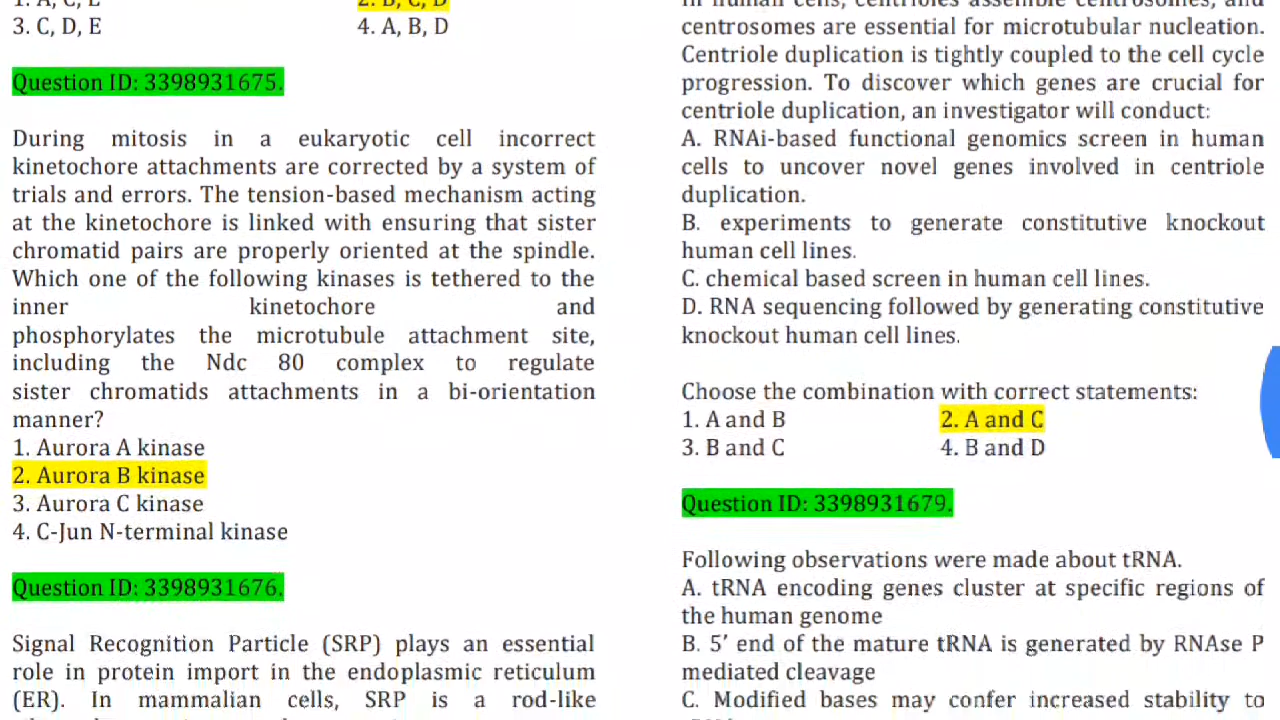 1. A, C, E 2. B, C, D
3. C, D, E 4. A, B, D
Question ID: 3398931675.
During mitosis in a eukaryotic cell incorrect
kinetochore attachments are corrected by a system of
trials and errors. The tension-based mechanism acting
at the kinetochore is linked with ensuring that sister
chromatid pairs are properly oriented at the spindle.
Which one of the following kinases is tethered to the
inner kinetochore and
phosphorylates the microtubule attachment site,
including the Ndc 80 complex to regulate
sister chromatids attachments in a bi-orientation
manner?
1. Aurora A kinase
2. Aurora B kinase
3. Aurora C kinase
4. C-Jun N-terminal kinase
Question ID: 3398931676.
Signal Recognition Particle (SRP) plays an essential
role in protein import in the endoplasmic reticulum
(ER). In mammalian cells, SRP is a rod-like
In human cells, centrioles assemble centrosomes, and
centrosomes are essential for microtubular nucleation.
Centriole duplication is tightly coupled to the cell cycle
progression. To discover which genes are crucial for
centriole duplication, an investigator will conduct:
A. RNAi-based functional genomics screen in human
cells to uncover novel genes involved in centriole
duplication.
B. experiments to generate constitutive knockout
human cell lines.
C. chemical based screen in human cell lines.
D. RNA sequencing followed by generating constitutive
knockout human cell lines.
Choose the combination with correct statements:
1. A and B 2. A and C
3. B and C 4. B and D
Question ID: 3398931679.
Following observations were made about tRNA.
A. tRNA encoding genes cluster at specific regions of
the human genome
B. 5′ end of the mature tRNA is generated by RNAse P
mediated cleavage
C. Modified bases may confer increased stability to